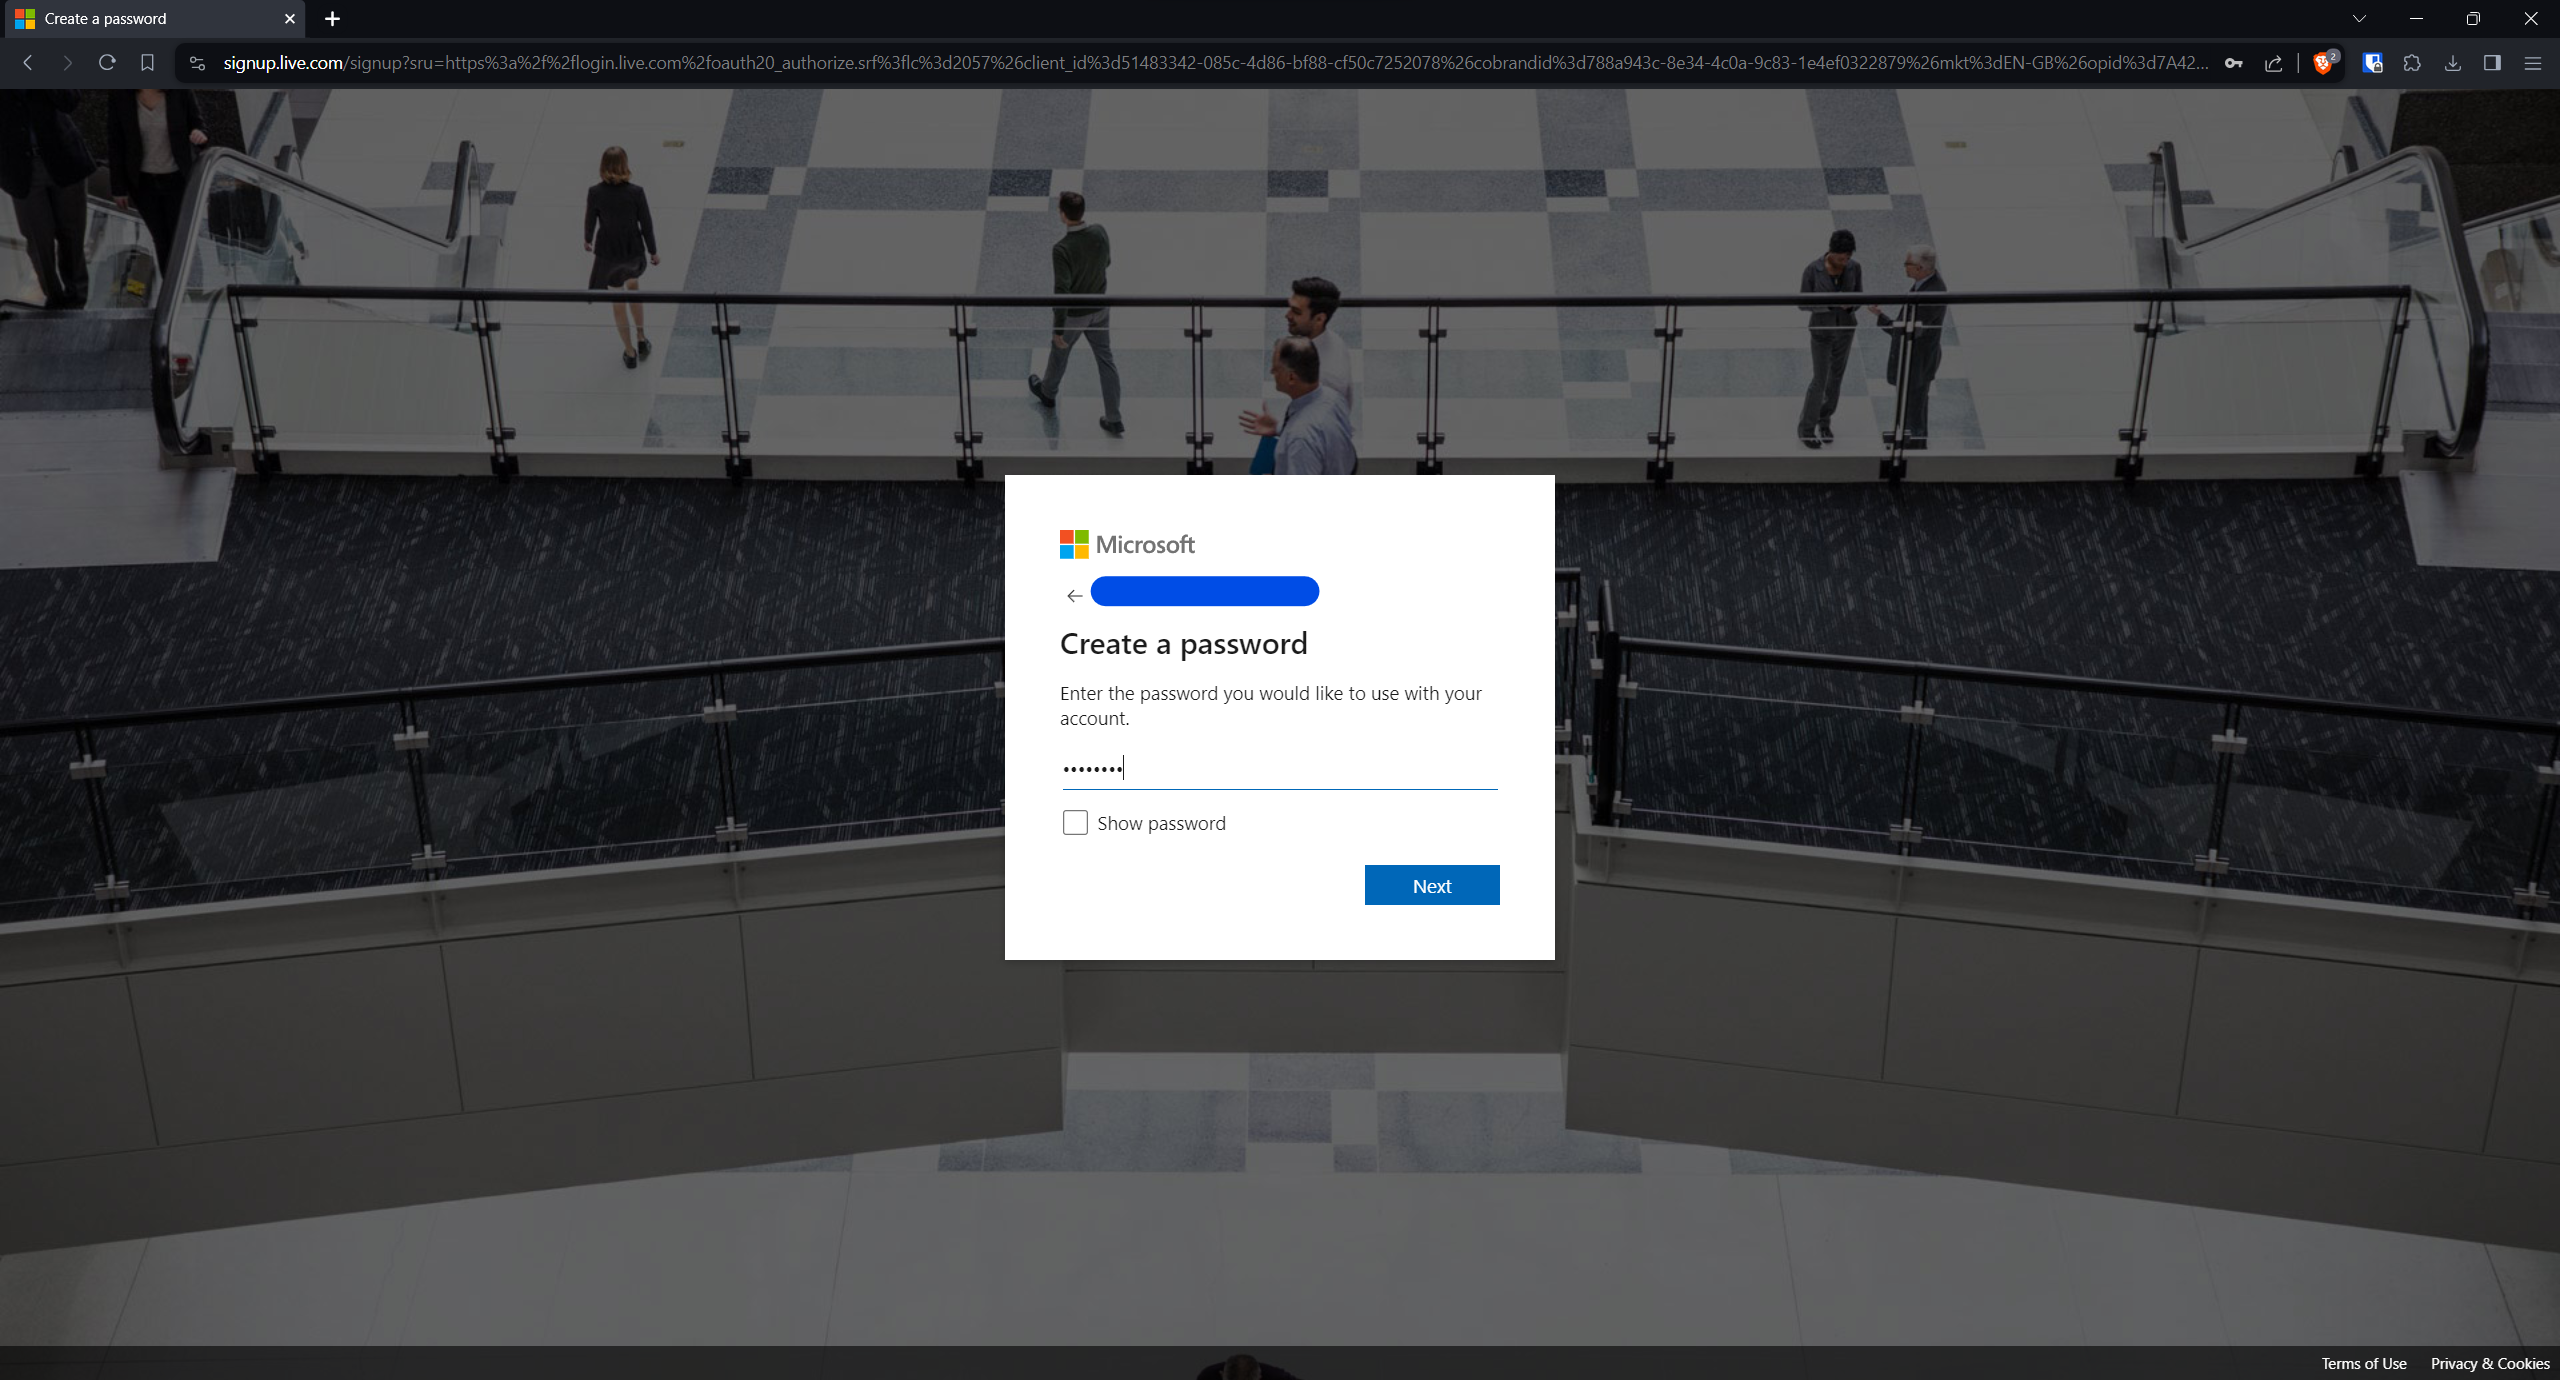 Create a password
signup.live.com/signup?sru=https%3a%2f%2flogin.live.com%2foauth20_authorize.srf%3flc%3d2057%26client_id%3d51483342-085c-4d86-bf88-cf50c7252078%26cobrandid%3d788a943c-8e34-4c0a-9c83-1e4ef0322879%26mkt%3dEN-GB%26opid%3d7A42...
2
Microsoft
Create a password
Enter the password you would like to use with your
account.
Show password
Next
Terms of Use Privacy & Cookies